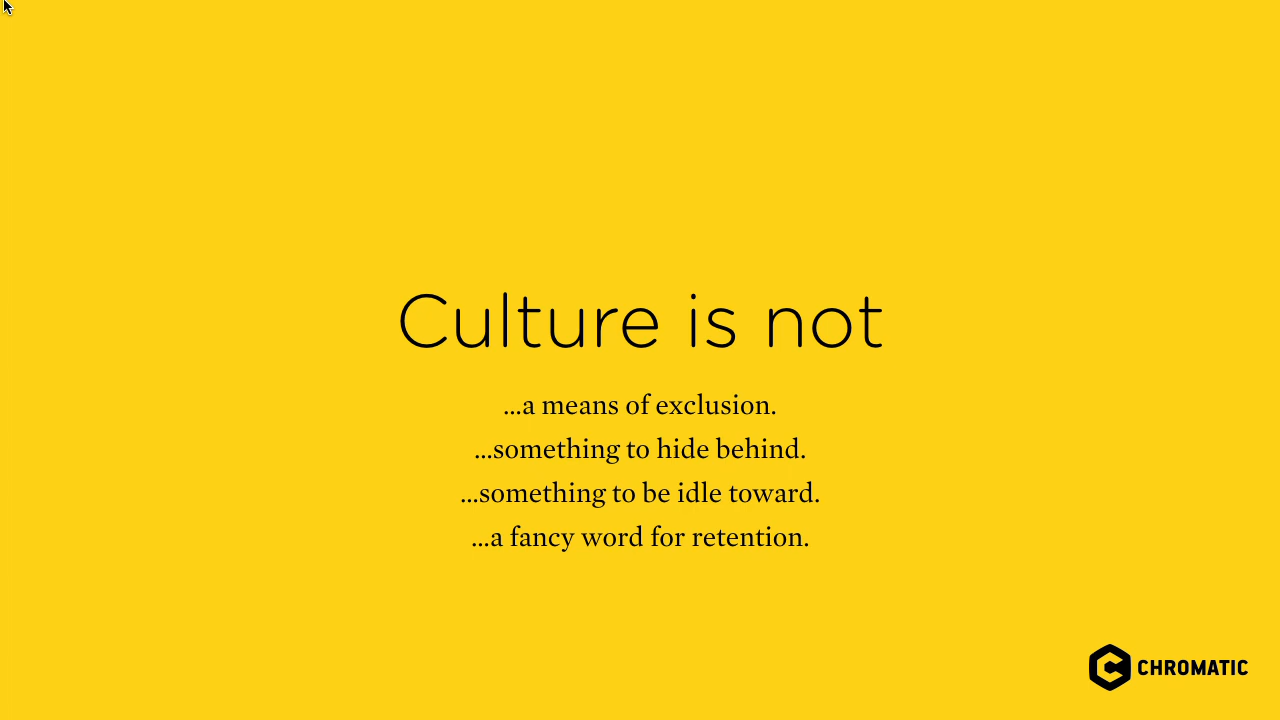 Culture is not
...a means of exclusion.
...something to hide behind.
...something to be idle toward.
...a fancy word for retention.
CHROMATIC